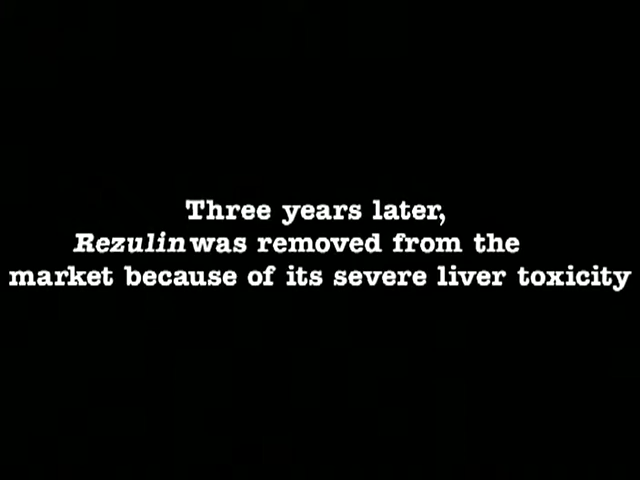 Three years later,
Rezulin was removed from the
market because of its severe liver toxicity